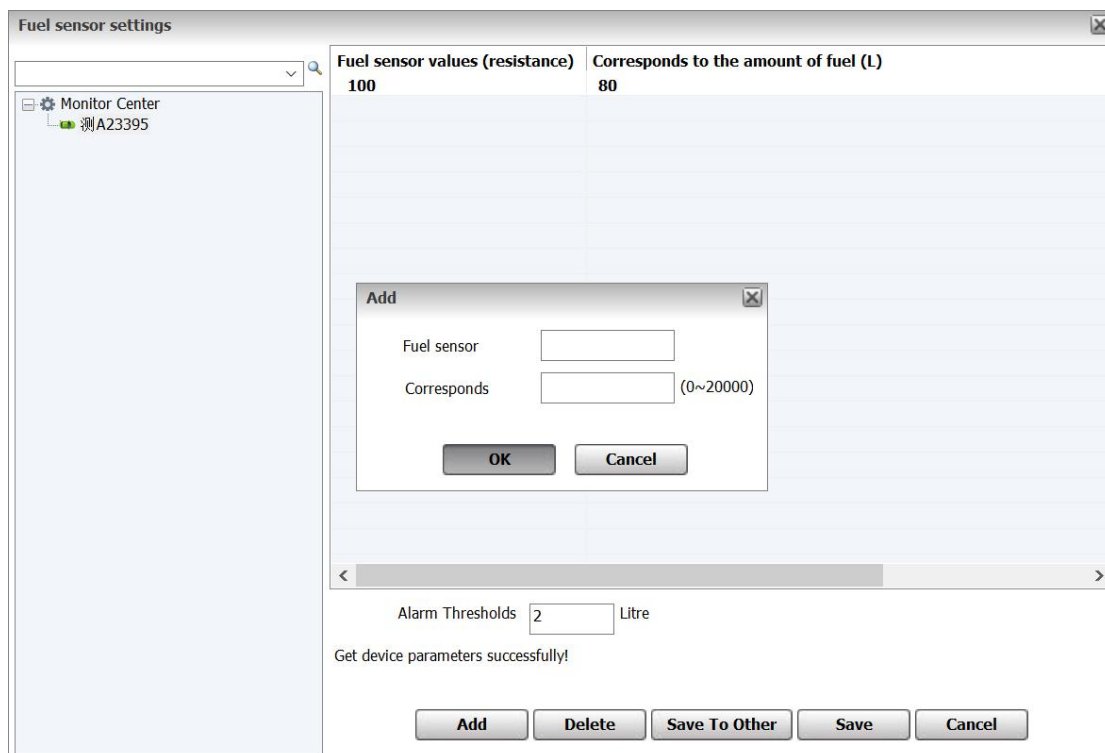 Fuel sensor settings
Fuel sensor values (resistance) Corresponds to the amount of fuel (L)
100 80
Monitor Center
测A23395
Add
Fuel sensor
Corresponds (0~20000)
OK Cancel
Alarm Thresholds 2 Litre
Get device parameters successfully!
Add Delete Save To Other Save Cancel